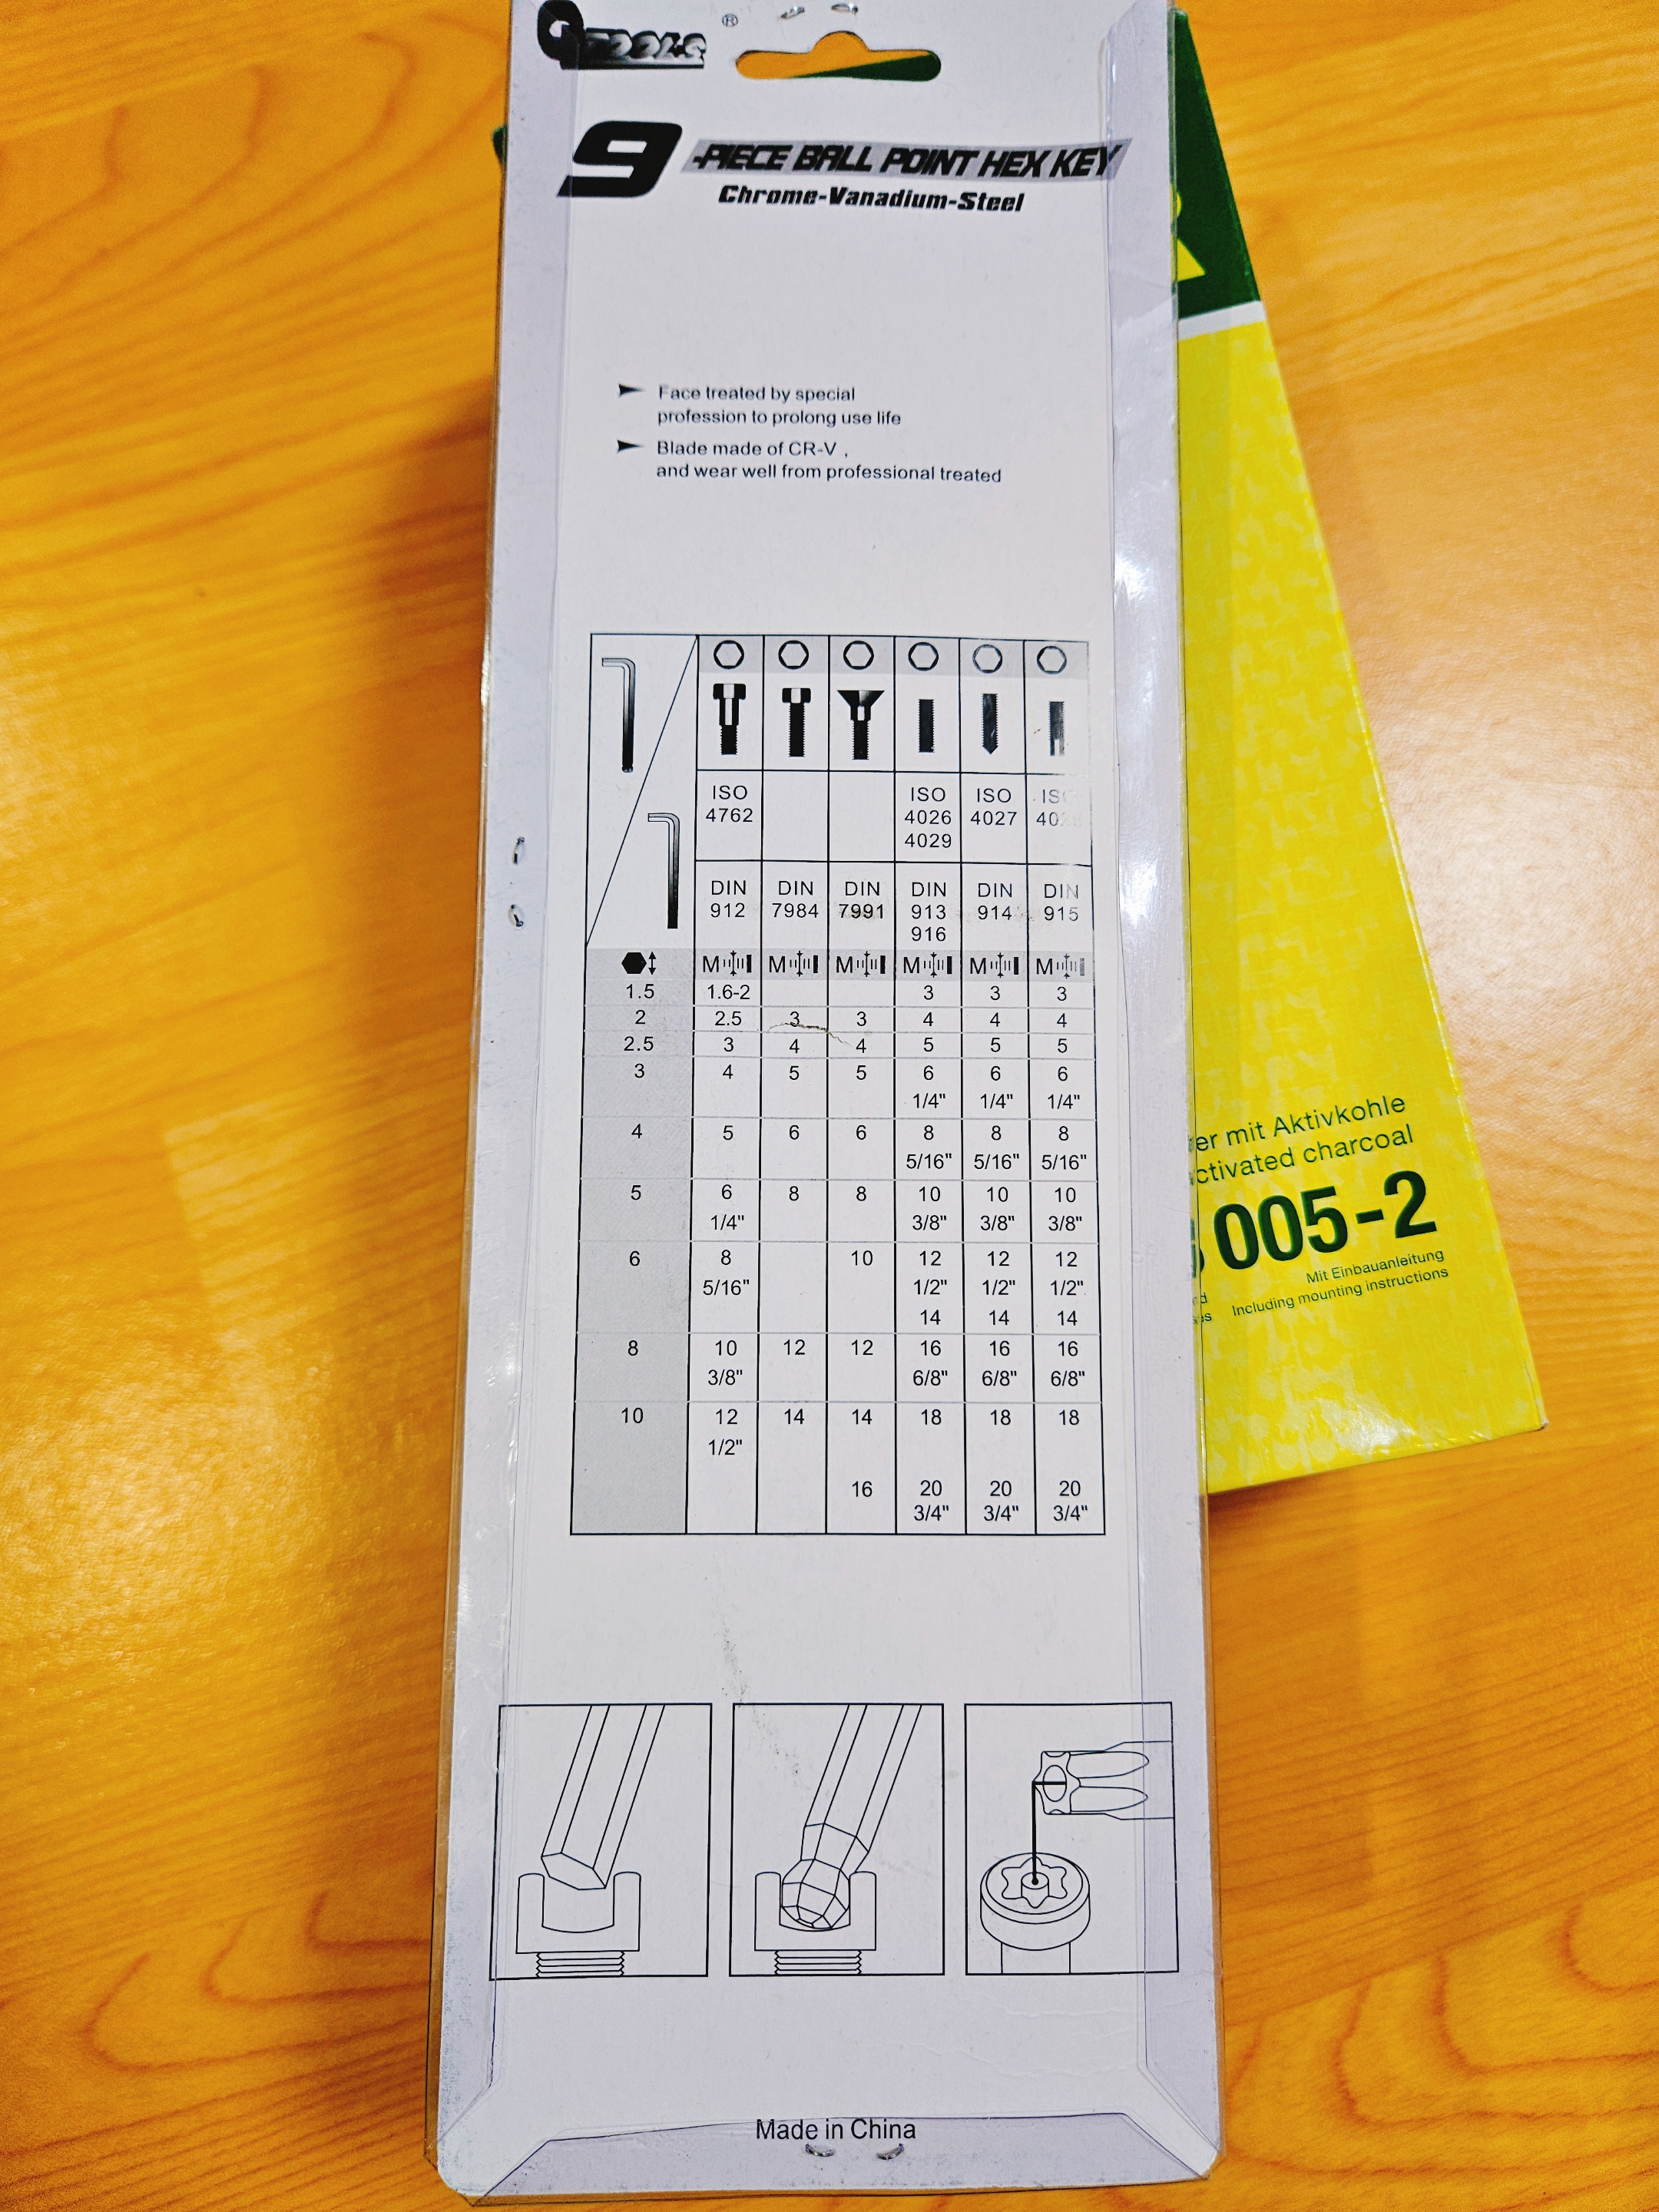 TOOLS ®
9-PIECE BALL POINT HEX KEY
Chrome-Vanadium-Steel
Face treated by special
profession to prolong use life
Blade made of CR-V ,
and wear well from professional treated
ISO ISO ISO
4762 4026 4027
4029
DIN DIN DIN DIN DIN DIN
912 7984 7991 913 914 915
916
M M M M M M
1.5 1.6-2 3 3 3
2 2.5 3 3 4 4 4
2.5 3 4 4 5 5 5
3 4 5 5 6 6 6
1/4" 1/4" 1/4"
4 5 6 6 8 8 8
5/16" 5/16" 5/16"
5 6 8 8 10 10 10
1/4" 3/8" 3/8" 3/8"
6 8 10 12 12 12
5/16" 1/2" 1/2" 1/2"
14 14 14
8 10 12 12 16 16 16
3/8" 6/8" 6/8" 6/8"
10 12 14 14 18 18 18
1/2"
16 20 20 20
3/4" 3/4" 3/4"
Made in China
mit Aktivkohle
charcoal
005-2
Mit Einbauanleitung
Including mounting instructions